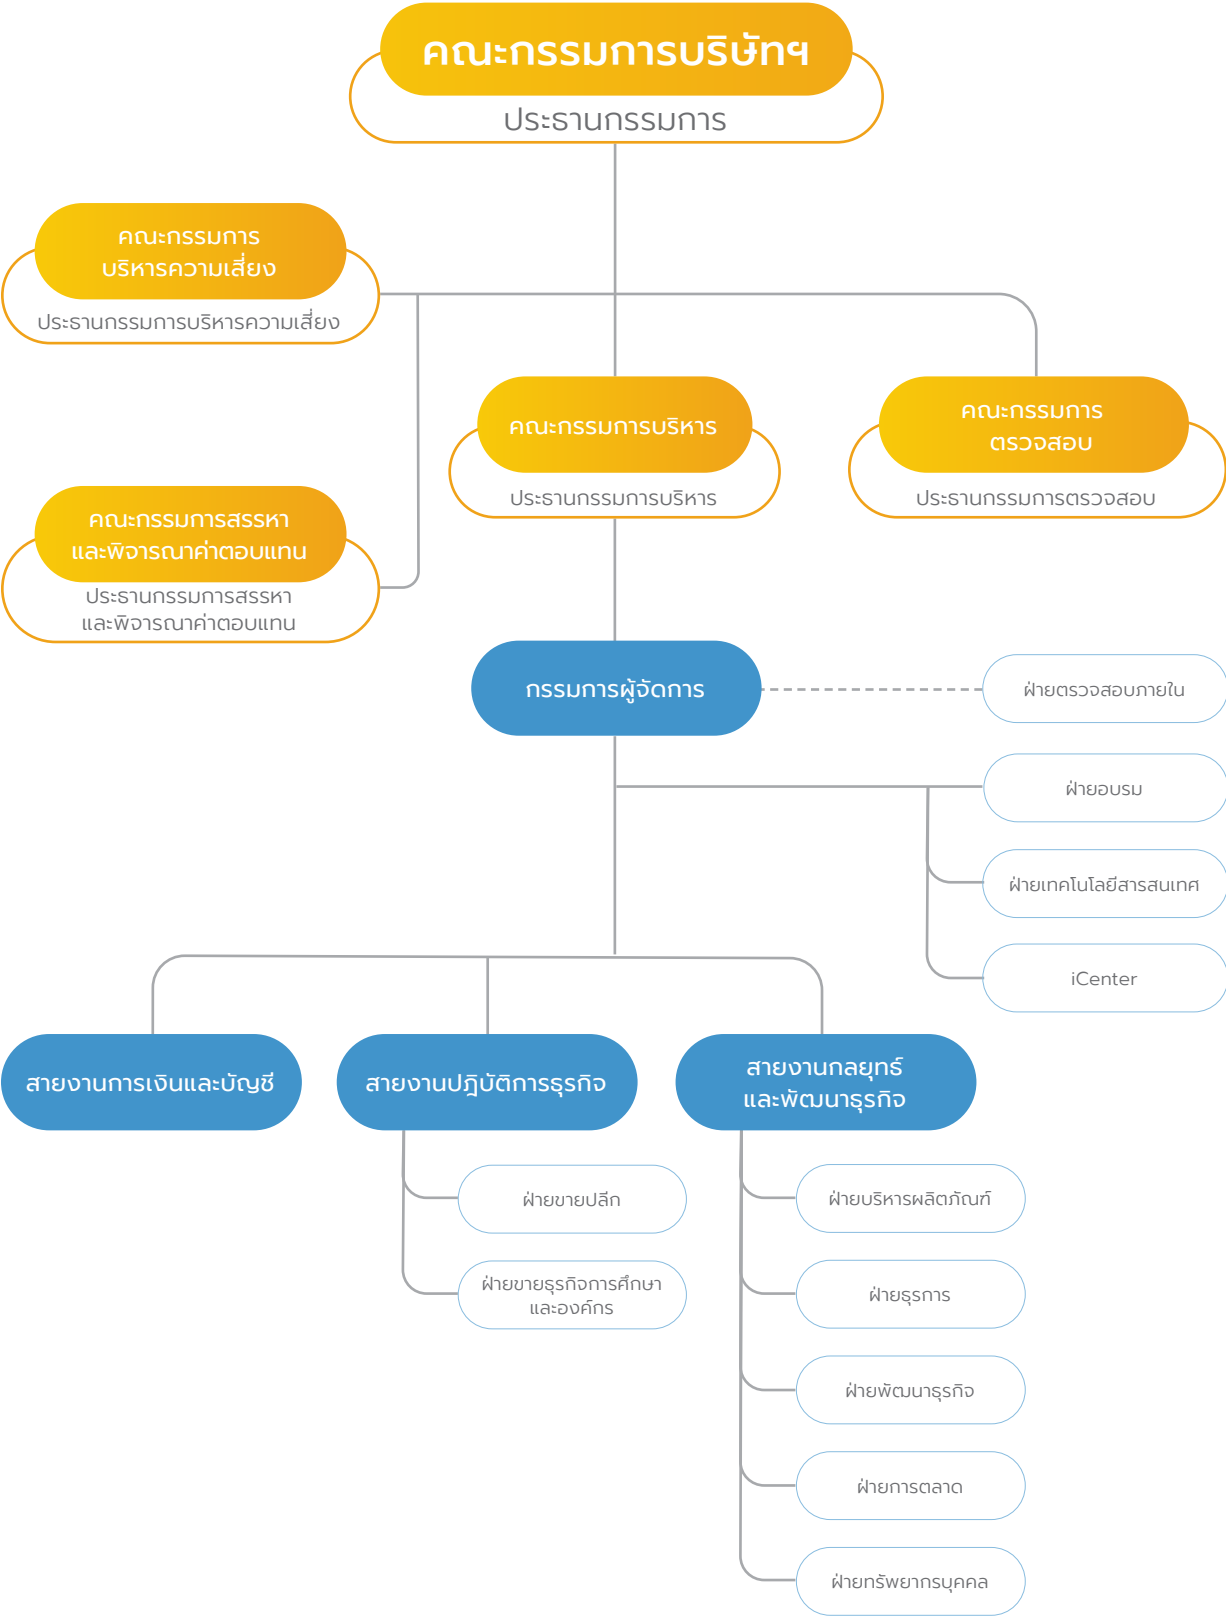 คณะกรรมการบริษัทฯ
ประธานกรรมการ
คณะกรรมการ
บริหารความเสี่ยง
ประธานกรรมการบริหารความเสี่ยง
คณะกรรมการบริหาร
ประธานกรรมการบริหาร
คณะกรรมการ
ตรวจสอบ
ประธานกรรมการตรวจสอบ
คณะกรรมการสรรหา
และพิจารณาค่าตอบแทน
ประธานกรรมการสรรหา
และพิจารณาค่าตอบแทน
กรรมการผู้จัดการ
ฝ่ายตรวจสอบภายใน
ฝ่ายอบรม
ฝ่ายเทคโนโลยีสารสนเทศ
iCenter
สายงานการเงินและบัญชี
สายงานปฏิบัติการธุรกิจ
สายงานกลยุทธ์
และพัฒนาธุรกิจ
ฝ่ายขายปลีก
ฝ่ายขายธุรกิจการศึกษา
และองค์กร
ฝ่ายบริหารผลิตภัณฑ์
ฝ่ายธุรการ
ฝ่ายพัฒนาธุรกิจ
ฝ่ายการตลาด
ฝ่ายทรัพยากรบุคคล